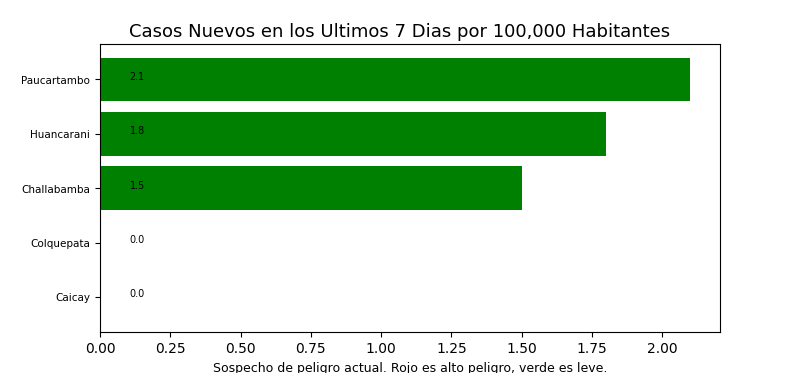 Casos Nuevos en los Ultimos 7 Dias por 100,000 Habitantes
Paucartambo 2.1
Huancarani 1.8
Challabamba 1.5
Colquepata 0.0
Caicay 0.0
0.00 0.25 0.50 0.75 1.00 1.25 1.50 1.75 2.00
Sospecho de peligro actual. Rojo es alto peligro, verde es leve.